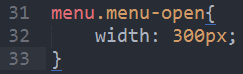 31 menu.menu-open{
32     width: 300px;
33 }